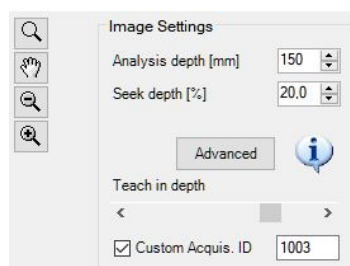 Image Settings
Analysis depth [mm] 150
Seek depth [%] 20,0
Advanced
Teach in depth
Custom Acquis. ID 1003